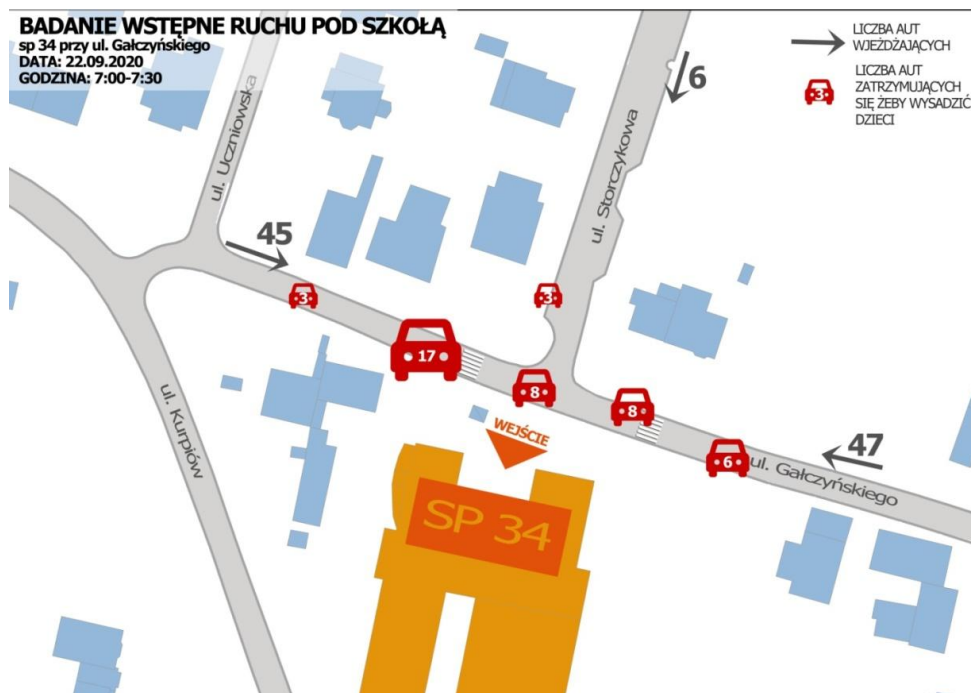 BADANIE WSTĘPNE RUCHU POD SZKOŁĄ
sp 34 przy ul. Gałczyńskiego
DATA: 22.09.2020
GODZINA: 7:00-7:30
LICZBA AUT
WJEŻDŻAJĄCYCH
3
LICZBA AUT
ZATRZYMUJĄCYCH
SIĘ ŻEBY WYSADZIĆ
DZIECI
6
ul. Uczniowska
ul. Storczykowa
45
3
3
17
8
8
WEJŚCIE
47
6
ul. Gałczyńskiego
ul. Kurpiów
SP 34